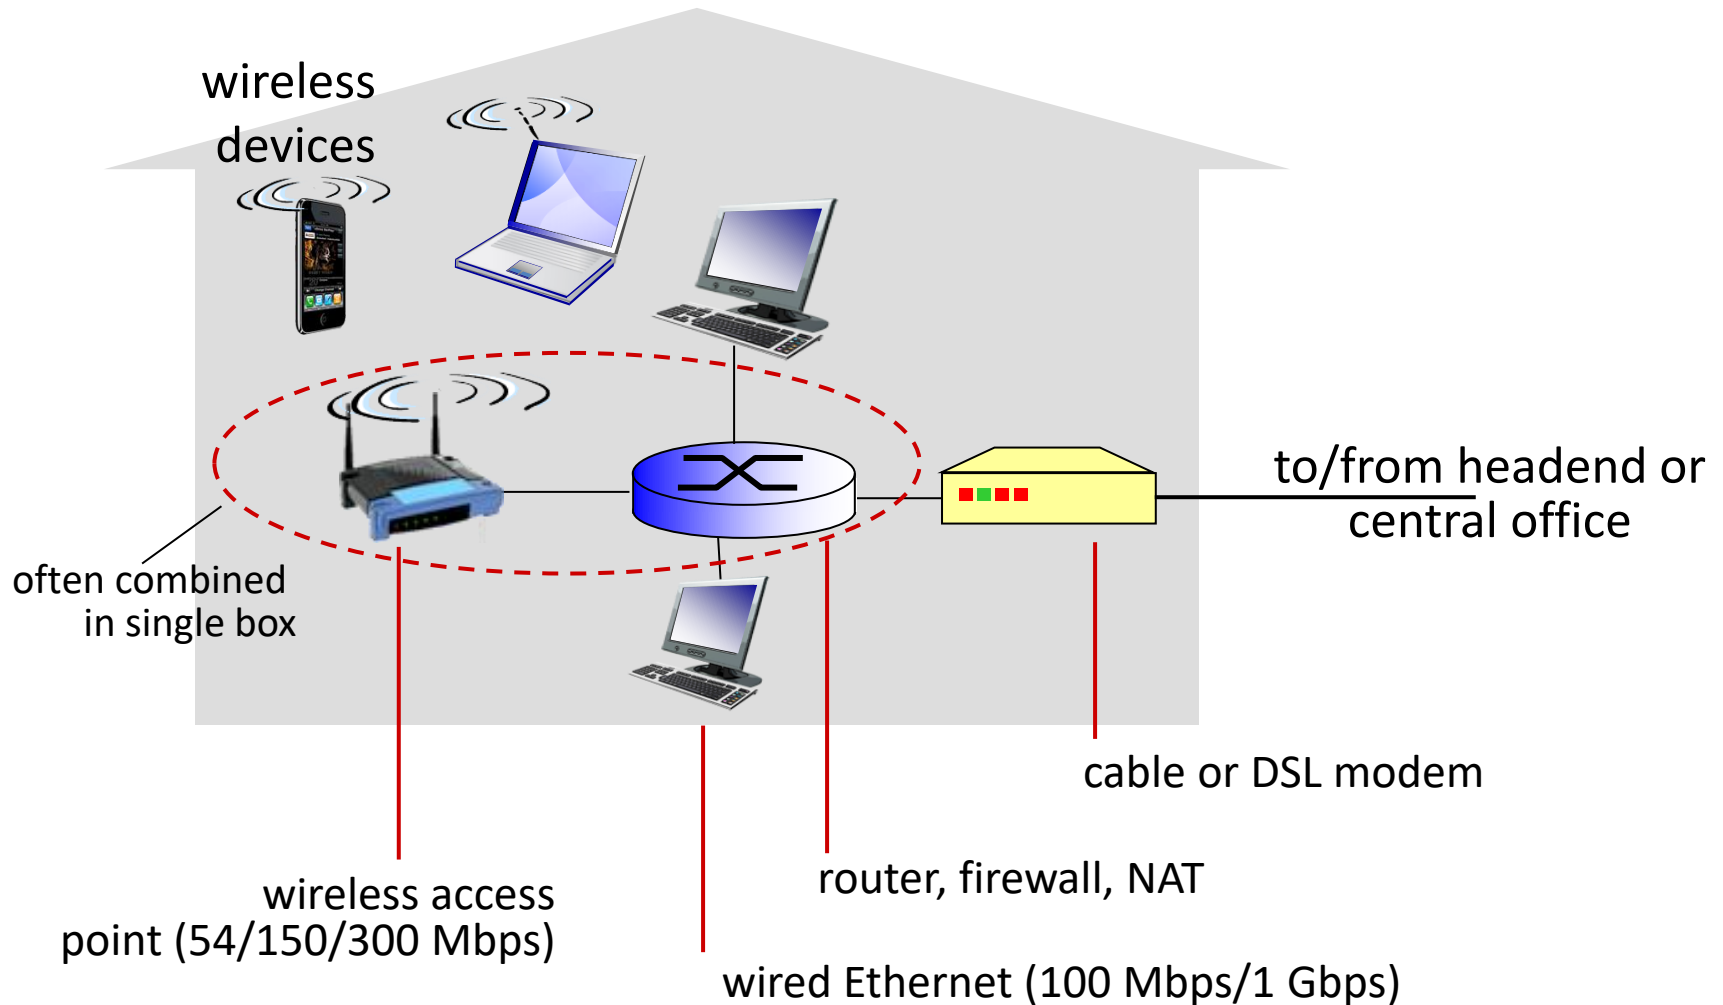 wireless
devices
to/from headend or
central office
often combined
in single box
cable or DSL modem
router, firewall, NAT
wireless access
point (54/150/300 Mbps)
wired Ethernet (100 Mbps/1 Gbps)